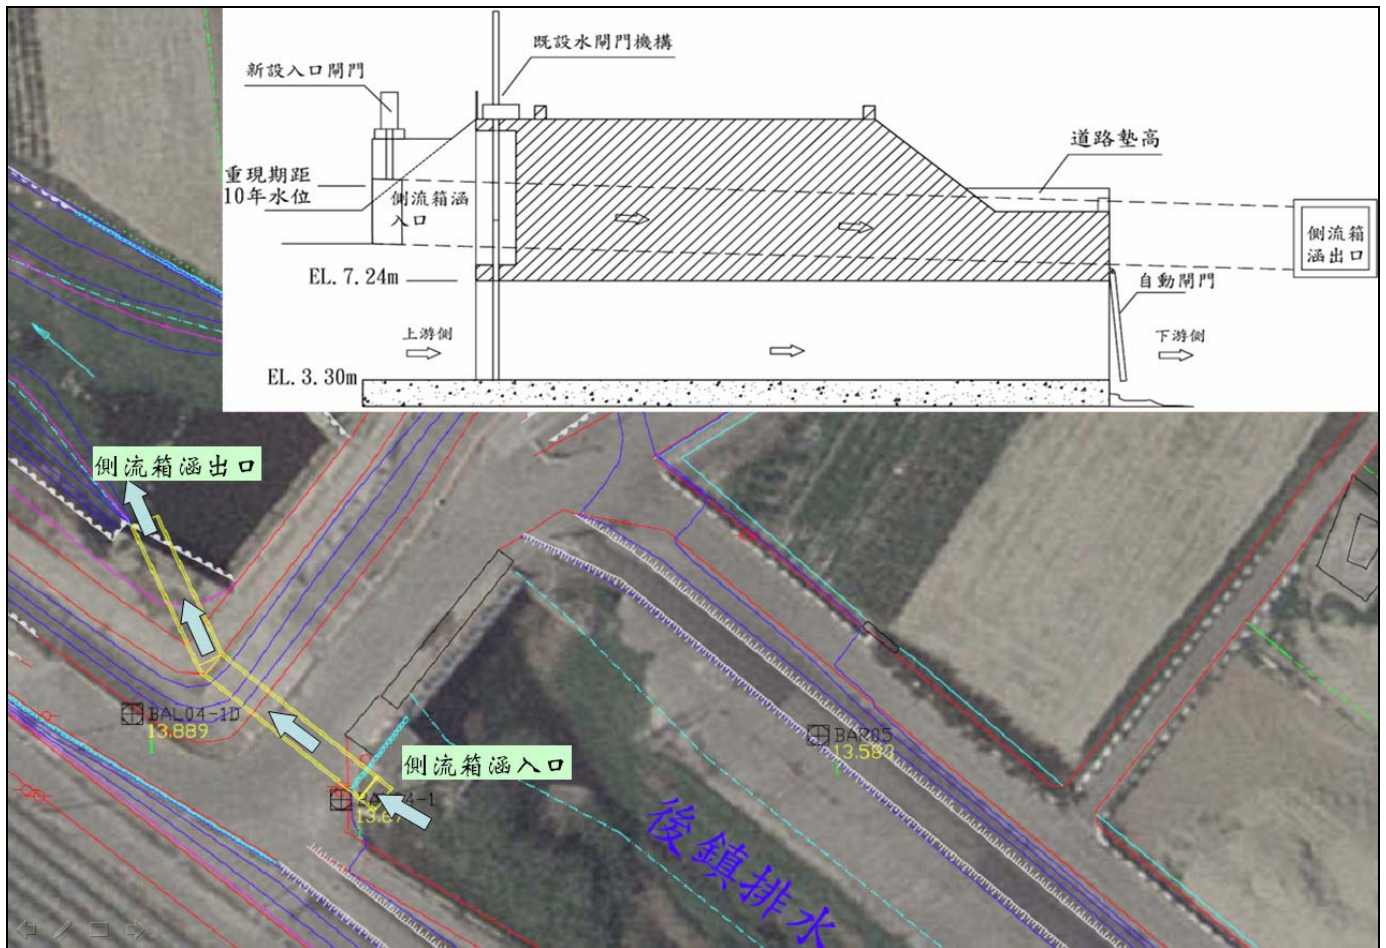 既設水閘門機構
新設入口閘門
道路墊高
重現期距
10年水位
側流箱涵
入口
側流箱
涵出口
EL. 7.24m
自動閘門
上游側
下游側
EL. 3.30m
側流箱涵出口
BAL04-1D
13.889
1
BAR05
13.583
側流箱涵入口
後鎮排水